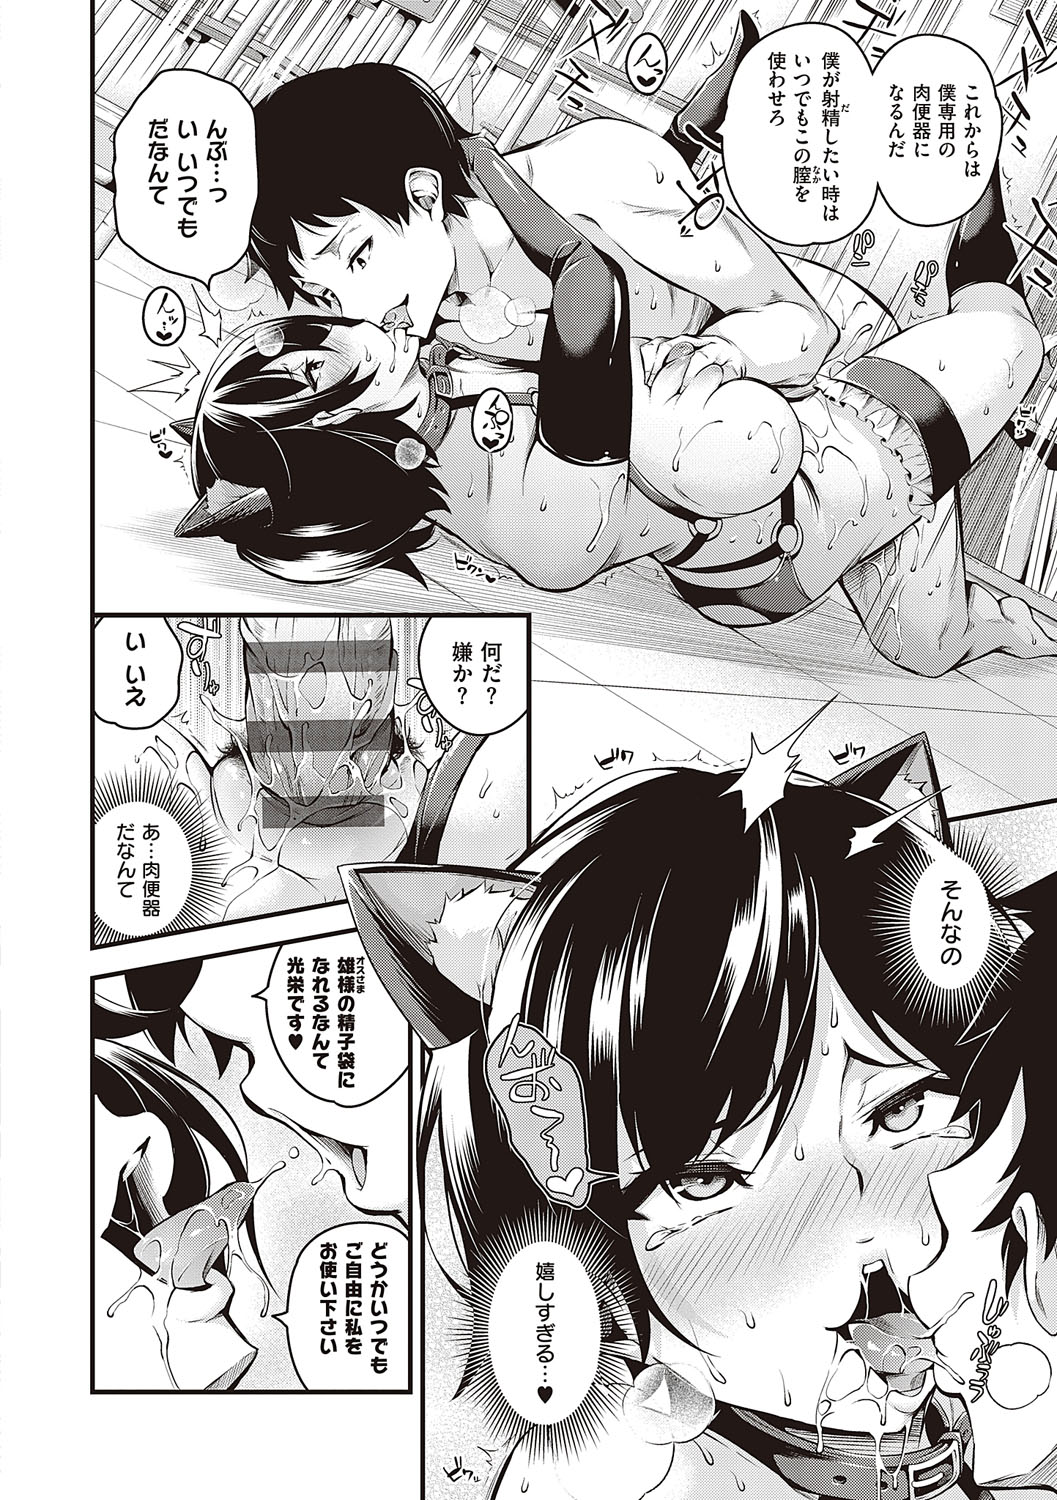 これからは
僕専用の
肉便器に
なるんだ
僕が射精したい時は
いつでもこの膣を
使わせろ
んぶ…っ
い いつでも
だなんて
何だ?
嫌か?
い いえ
あ…肉便器
だなんて
そんなの
嬉しすぎる…♥
雄様の精子袋に
なれるなんて
光栄です♥
どうかいつでも
ご自由に私を
お使い下さい